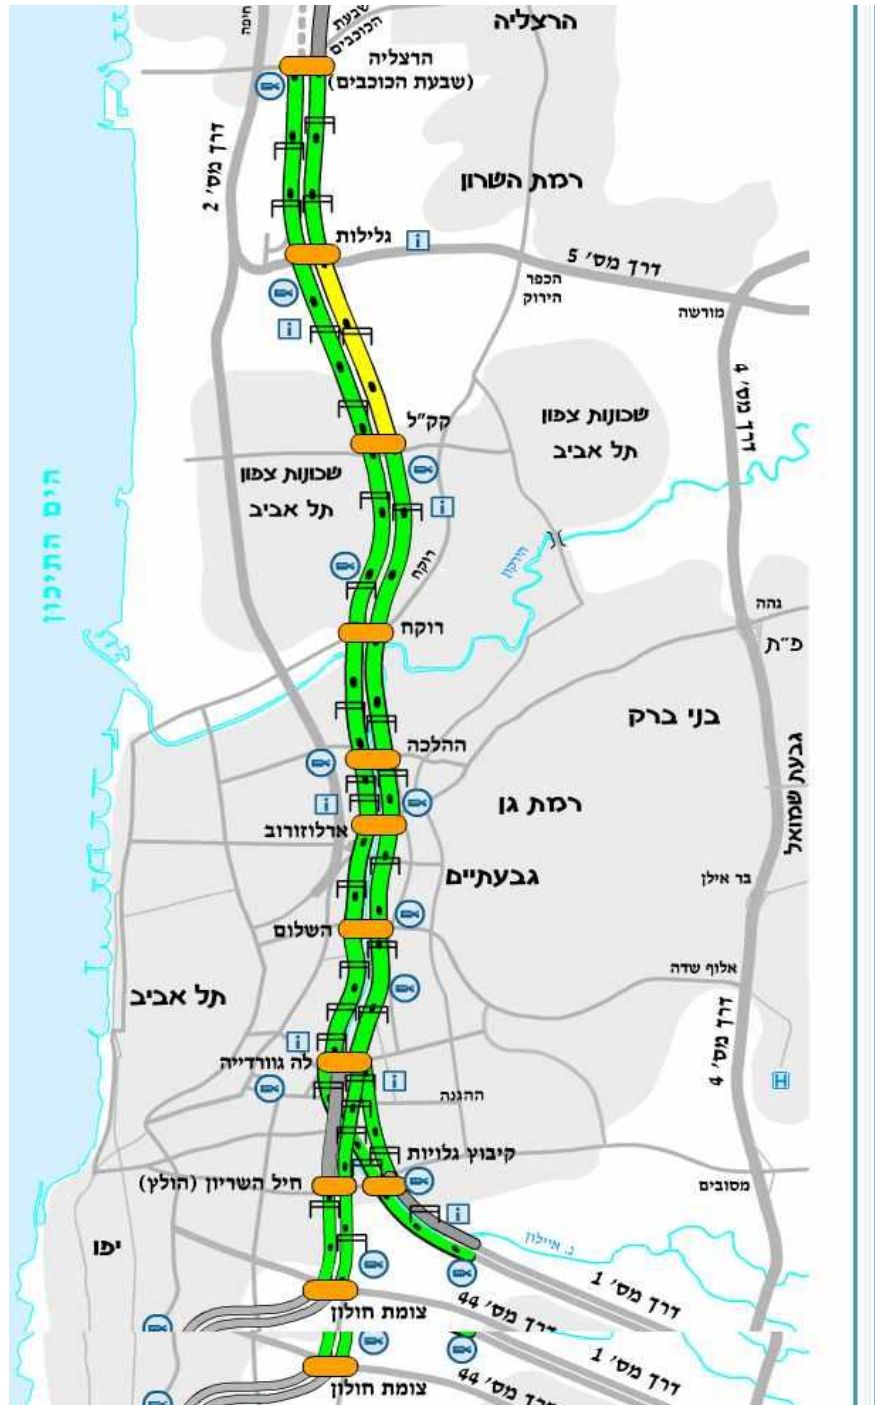 הרצליה
חיפה
שבעת
הכוכבים
הרצליה
(שבעת הכוכבים)
דרך מס' 2
רמת השרון
גלילות
i
דרך מס' 5
הכפר
הירוק
מורשה
i
דרך מס' 4
קק"ל
שכונות צפון
תל אביב
שכונות צפון
תל אביב
הים התיכון
i
הירקון
רוקח
רוקח
גהה
פ"ת
בני ברק
גבעת שמואל
ההלכה
i
רמת גן
ארלוזורוב
גבעתיים
בר אילן
השלום
אלוף שדה
תל אביב
דרך מס' 4
i
לה גוורדייה
i
H
ההגנה
קיבוץ גלויות
חיל השריון (הולץ)
מסובים
i
יפו
נ. איילון
דרך מס' 1
דרך מס' 44
צומת חולון
דרך מס' 1
צומת חולון
דרך מס' 44